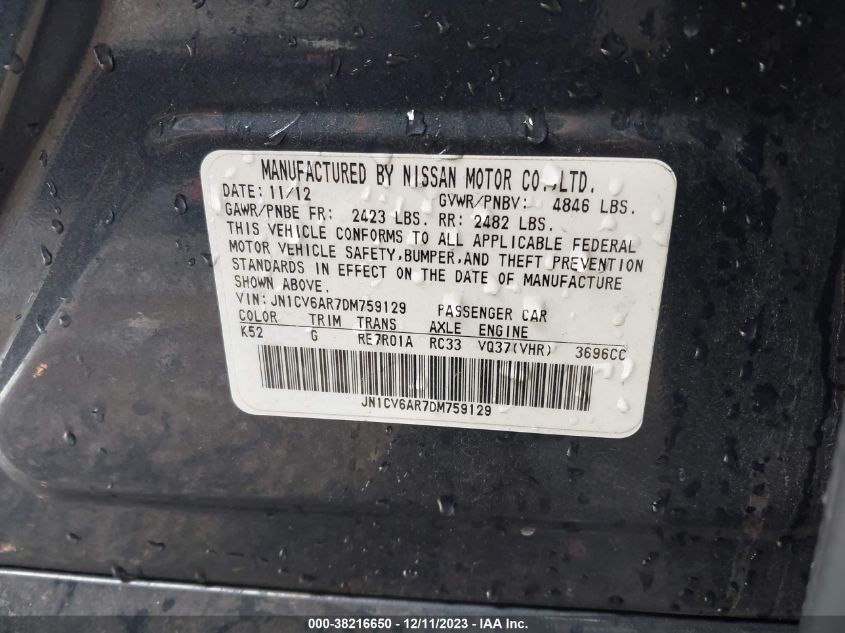 MANUFACTURED BY NISSAN MOTOR CO.,LTD.
DATE: 11/12 GVWR/PNBV: 4846 LBS.
GAWR/PNBE FR: 2423 LBS. RR: 2482 LBS.
THIS VEHICLE CONFORMS TO ALL APPLICABLE FEDERAL
MOTOR VEHICLE SAFETY,BUMPER,AND THEFT PREVENTION
STANDARDS IN EFFECT ON THE DATE OF MANUFACTURE
SHOWN ABOVE.
VIN: JN1CV6AR7DM759129 PASSENGER CAR
COLOR TRIM TRANS AXLE ENGINE
K52 G RE7R01A RC33 VQ37(VHR) 3696CC
JN1CV6AR7DM759129
000-38216650 - 12/11/2023 - IAAI.com